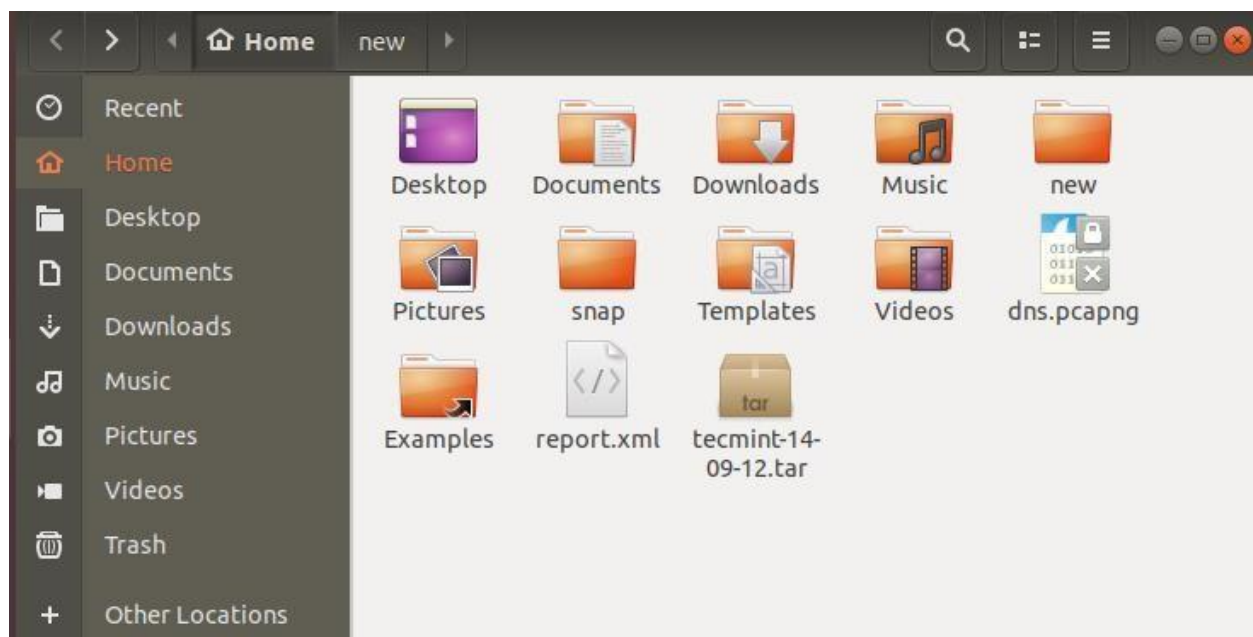 Home new
Recent
Home
Desktop
Documents
Downloads
Music
Pictures
Videos
Trash
Other Locations
Desktop Documents Downloads Music new
Pictures snap Templates Videos dns.pcapng
Examples report.xml tecmint-14-
09-12.tar